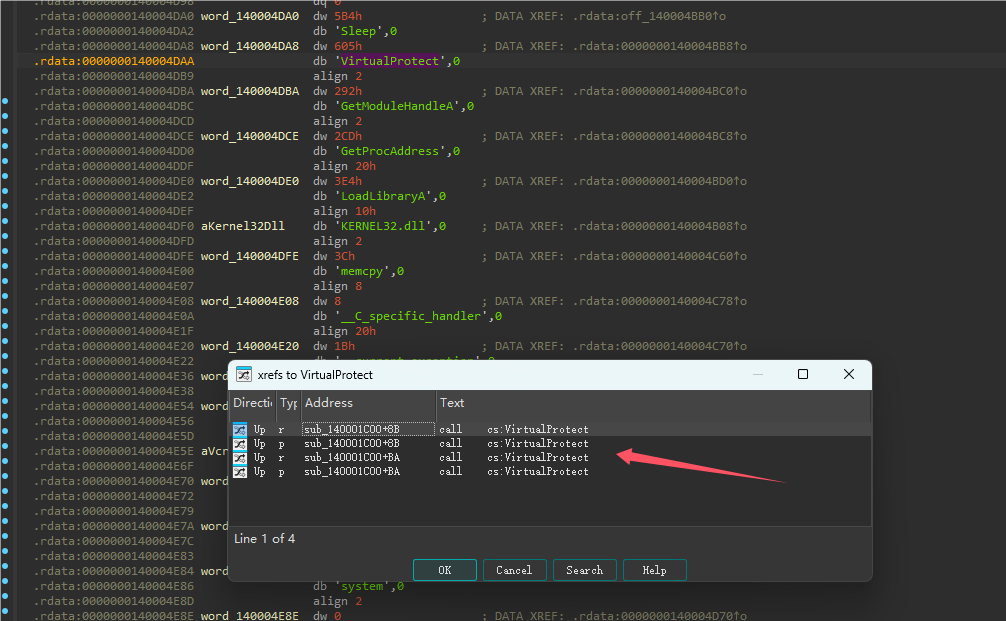 .rdata:0000000140004D98 dq 0
.rdata:0000000140004DA0 word_140004DA0 dw 5B4h ; DATA XREF: .rdata:off_140004BB0↑o
.rdata:0000000140004DA2 db 'Sleep',0
.rdata:0000000140004DA8 word_140004DA8 dw 605h ; DATA XREF: .rdata:0000000140004BB8↑o
.rdata:0000000140004DAA db 'VirtualProtect',0
.rdata:0000000140004DB9 align 2
.rdata:0000000140004DBA word_140004DBA dw 292h ; DATA XREF: .rdata:0000000140004BC0↑o
.rdata:0000000140004DBC db 'GetModuleHandleA',0
.rdata:0000000140004DCD align 2
.rdata:0000000140004DCE word_140004DCE dw 2CDh ; DATA XREF: .rdata:0000000140004BC8↑o
.rdata:0000000140004DD0 db 'GetProcAddress',0
.rdata:0000000140004DDF align 20h
.rdata:0000000140004DE0 word_140004DE0 dw 3E4h ; DATA XREF: .rdata:0000000140004BD0↑o
.rdata:0000000140004DE2 db 'LoadLibraryA',0
.rdata:0000000140004DEF align 10h
.rdata:0000000140004DF0 aKernel32Dll db 'KERNEL32.dll',0 ; DATA XREF: .rdata:0000000140004B08↑o
.rdata:0000000140004DFD align 2
.rdata:0000000140004DFE word_140004DFE dw 3Ch ; DATA XREF: .rdata:0000000140004C60↑o
.rdata:0000000140004E00 db 'memcpy',0
.rdata:0000000140004E07 align 8
.rdata:0000000140004E08 word_140004E08 dw 8 ; DATA XREF: .rdata:0000000140004C78↑o
.rdata:0000000140004E0A db '__C_specific_handler',0
.rdata:0000000140004E1F align 20h
.rdata:0000000140004E20 word_140004E20 dw 1Bh ; DATA XREF: .rdata:0000000140004C70↑o
.rdata:0000000140004E22
.rdata:0000000140004E36 word
.rdata:0000000140004E38
.rdata:0000000140004E54 word
.rdata:0000000140004E56
.rdata:0000000140004E5D
.rdata:0000000140004E5E aVcr
.rdata:0000000140004E6F
.rdata:0000000140004E70 word
.rdata:0000000140004E72
.rdata:0000000140004E79
.rdata:0000000140004E7A word
.rdata:0000000140004E7C
.rdata:0000000140004E83
.rdata:0000000140004E84 word
.rdata:0000000140004E86 db 'system',0
.rdata:0000000140004E8D align 2
.rdata:0000000140004E8E word_140004E8E dw 0 ; DATA XREF: .rdata:0000000140004D70↑o
xrefs to VirtualProtect
Directi Typ Address Text
Up r sub_140001C00+8B call cs:VirtualProtect
Up p sub_140001C00+8B call cs:VirtualProtect
Up r sub_140001C00+BA call cs:VirtualProtect
Up p sub_140001C00+BA call cs:VirtualProtect
Line 1 of 4
OK Cancel Search Help